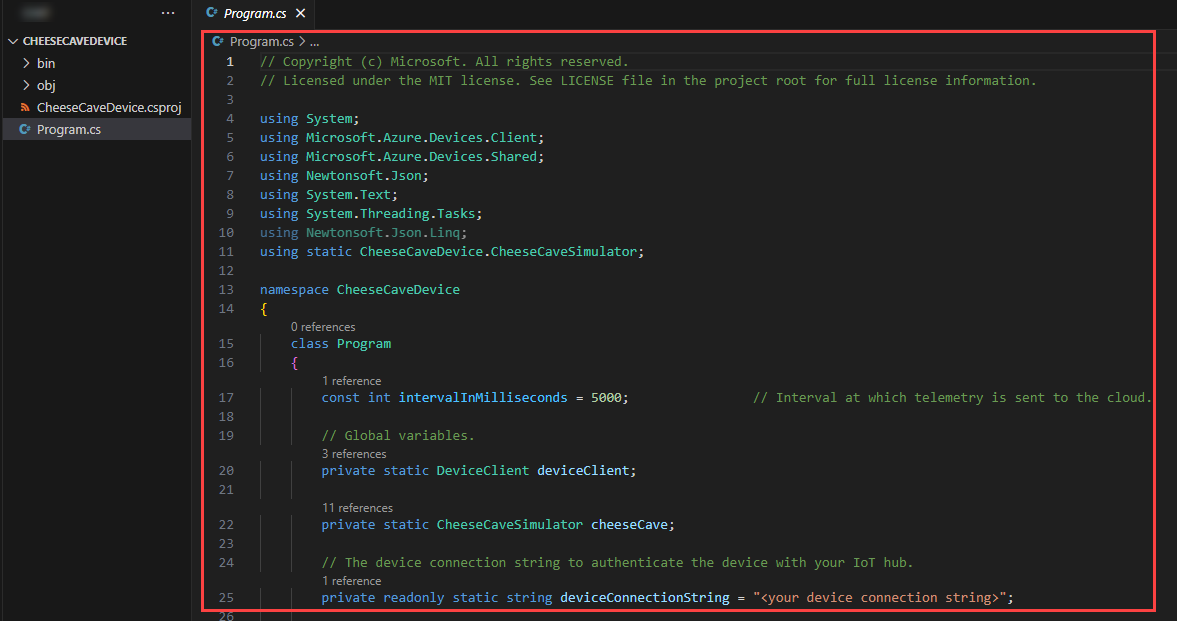 ...
Program.cs
CHEESECAVEDEVICE
bin
obj
CheeseCaveDevice.csproj
Program.cs
Program.cs > ...
1 // Copyright (c) Microsoft. All rights reserved.
2 // Licensed under the MIT license. See LICENSE file in the project root for full license information.
3
4 using System;
5 using Microsoft.Azure.Devices.Client;
6 using Microsoft.Azure.Devices.Shared;
7 using Newtonsoft.Json;
8 using System.Text;
9 using System.Threading.Tasks;
10 using Newtonsoft.Json.Linq;
11 using static CheeseCaveDevice.CheeseCaveSimulator;
12
13 namespace CheeseCaveDevice
14 {
0 references
15 class Program
16 {
1 reference
17 const int intervalInMilliseconds = 5000; // Interval at which telemetry is sent to the cloud.
18
19 // Global variables.
3 references
20 private static DeviceClient deviceClient;
21
11 references
22 private static CheeseCaveSimulator cheeseCave;
23
24 // The device connection string to authenticate the device with your IoT hub.
1 reference
25 private readonly static string deviceConnectionString = "<your device connection string>";
26